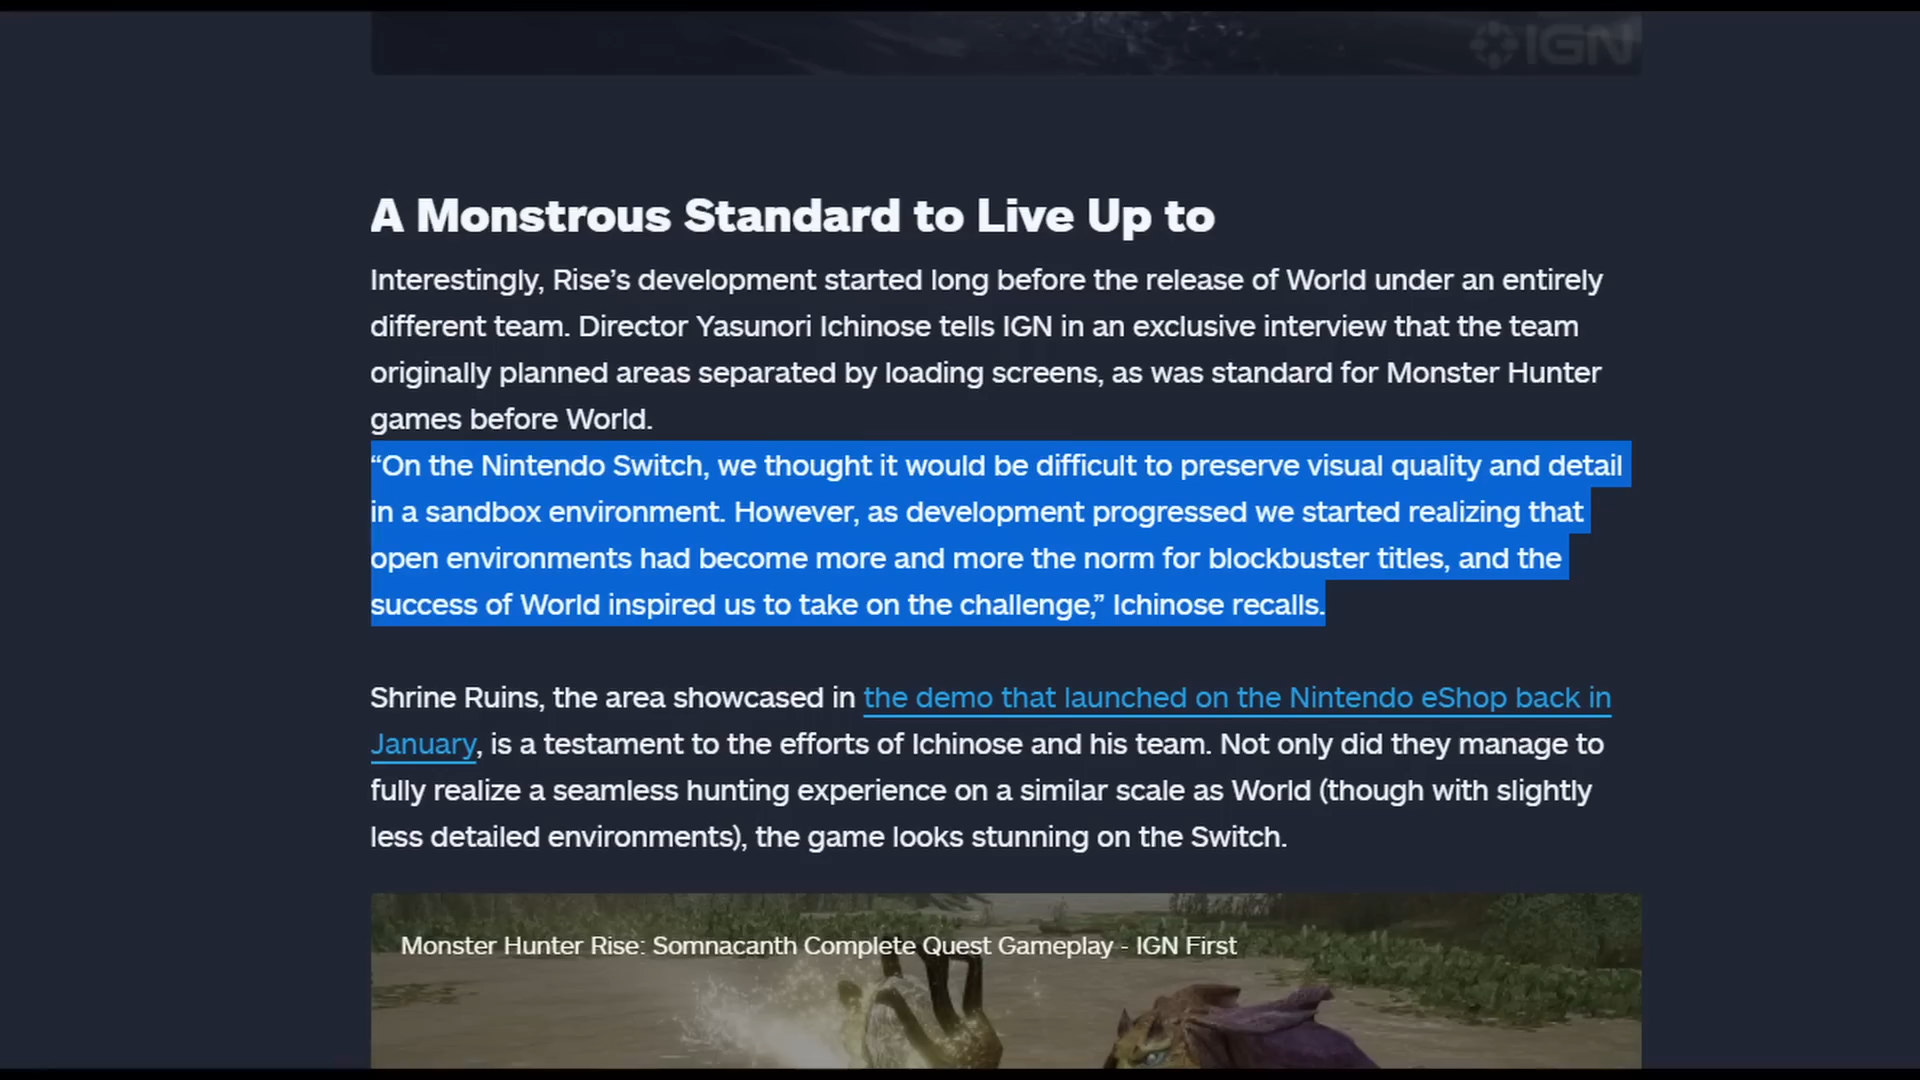 IGN
A Monstrous Standard to Live Up to
Interestingly, Rise’s development started long before the release of World under an entirely
different team. Director Yasunori Ichinose tells IGN in an exclusive interview that the team
originally planned areas separated by loading screens, as was standard for Monster Hunter
games before World.
“On the Nintendo Switch, we thought it would be difficult to preserve visual quality and detail
in a sandbox environment. However, as development progressed we started realizing that
open environments had become more and more the norm for blockbuster titles, and the
success of World inspired us to take on the challenge,” Ichinose recalls.
Shrine Ruins, the area showcased in the demo that launched on the Nintendo eShop back in
January, is a testament to the efforts of Ichinose and his team. Not only did they manage to
fully realize a seamless hunting experience on a similar scale as World (though with slightly
less detailed environments), the game looks stunning on the Switch.
Monster Hunter Rise: Somnacanth Complete Quest Gameplay - IGN First